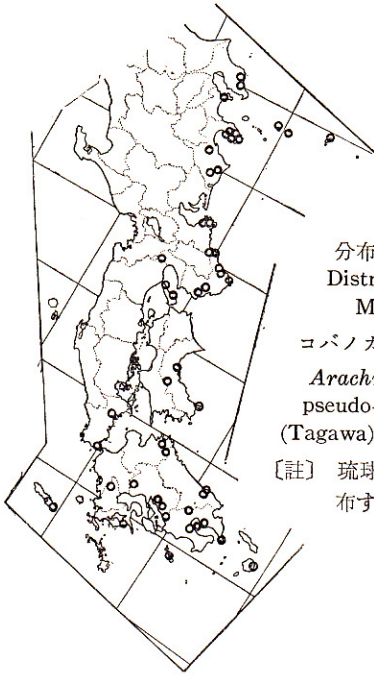 分布
Distr
M
コバノカ
Arach
pseudo-
(Tagawa)
〔註〕 琉球
布す